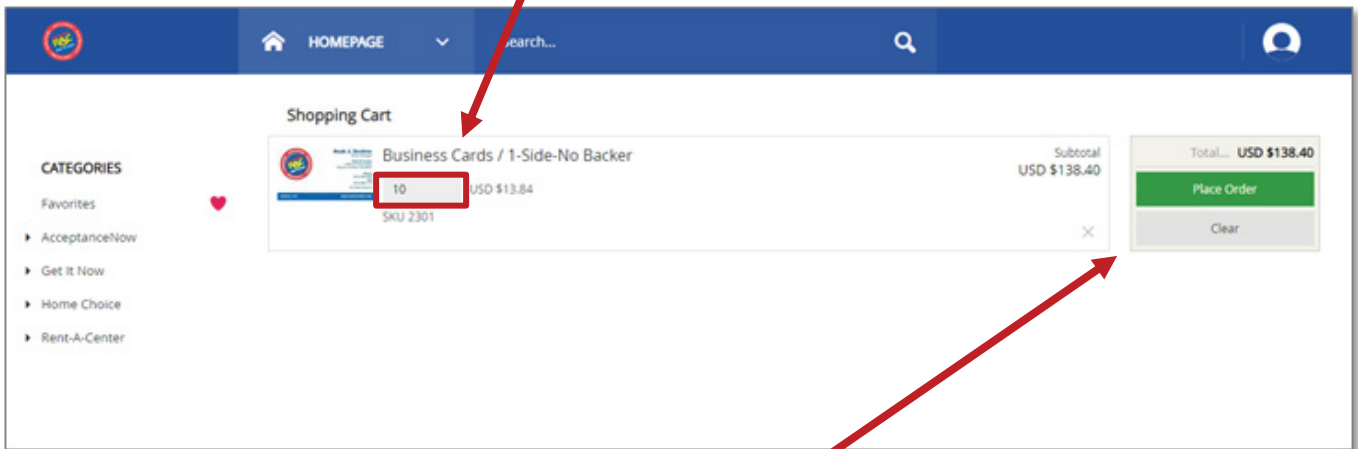 HOMEPAGE
earch...
Shopping Cart
CATEGORIES
Favorites
AcceptanceNow
Get It Now
Home Choice
Rent-A-Center
Business Cards / 1-Side-No Backer
10 USD $13.84
SKU 2301
Subtotal
USD $138.40
Total... USD $138.40
Place Order
Clear